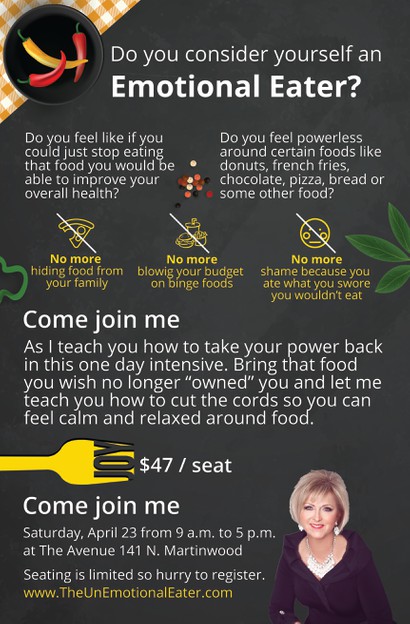 Do you consider yourself an
Emotional Eater?
Do you feel like if you
could just stop eating
that food you would be
able to improve your
overall health?
Do you feel powerless
around certain foods like
donuts, french fries,
chocolate, pizza, bread or
some other food?
No more
hiding food from
your family
No more
blowig your budget
on binge foods
No more
shame because you
ate what you swore
you wouldn't eat
Come join me
As I teach you how to take your power back
in this one day intensive. Bring that food
you wish no longer “owned” you and let me
teach you how to cut the cords so you can
feel calm and relaxed around food.
JOY
$47 / seat
Come join me
Saturday, April 23 from 9 a.m. to 5 p.m.
at The Avenue 141 N. Martinwood
Seating is limited so hurry to register.
www.TheUnEmotionalEater.com